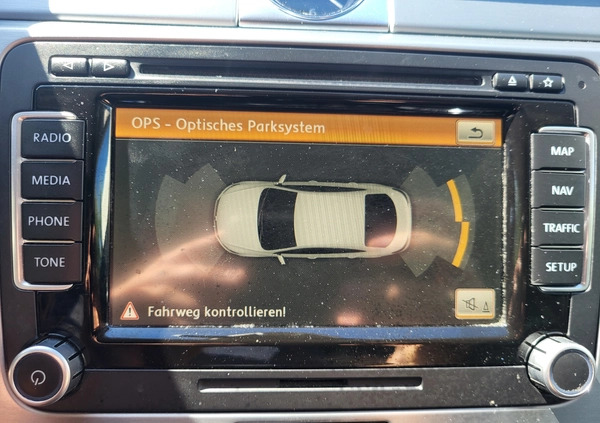 OPS - Optisches Parksystem
RADIO
MEDIA
PHONE
TONE
MAP
NAV
TRAFFIC
SETUP
Fahrweg kontrollieren!